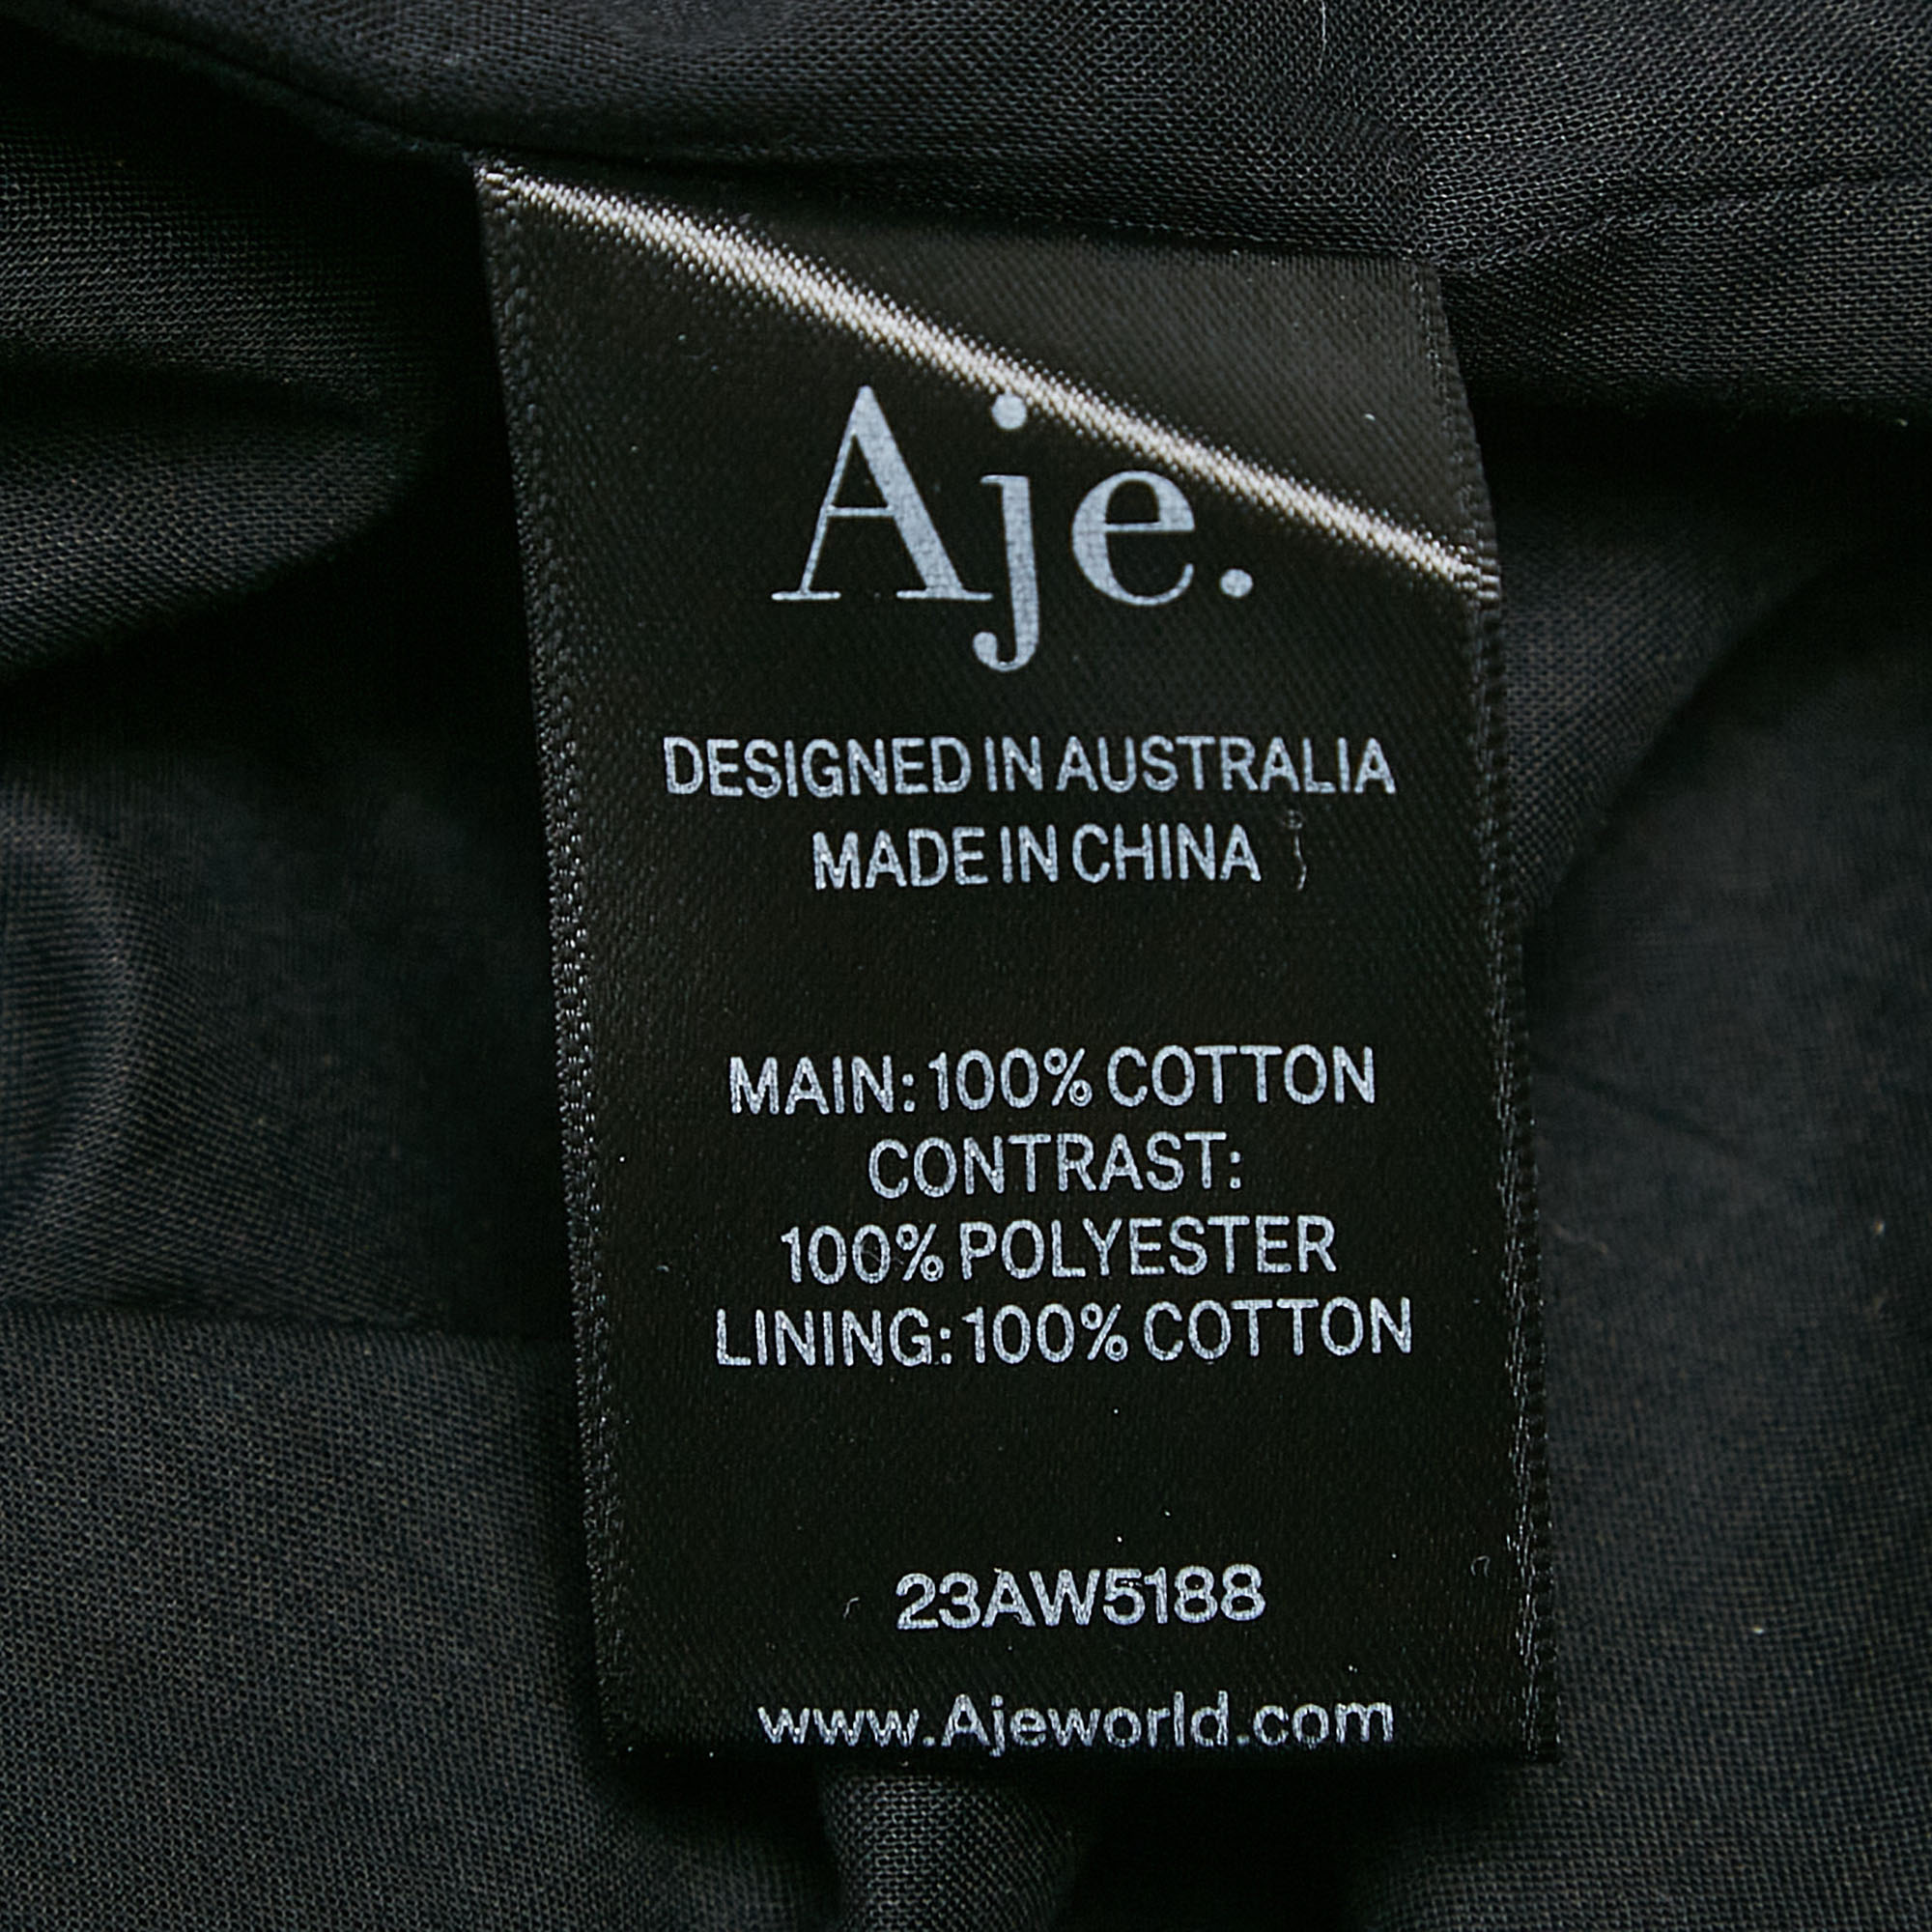 Aje.
DESIGNED IN AUSTRALIA
MADE IN CHINA
MAIN: 100% COTTON
CONTRAST:
100% POLYESTER
LINING: 100% COTTON
23AW5188
www.Ajeworld.com